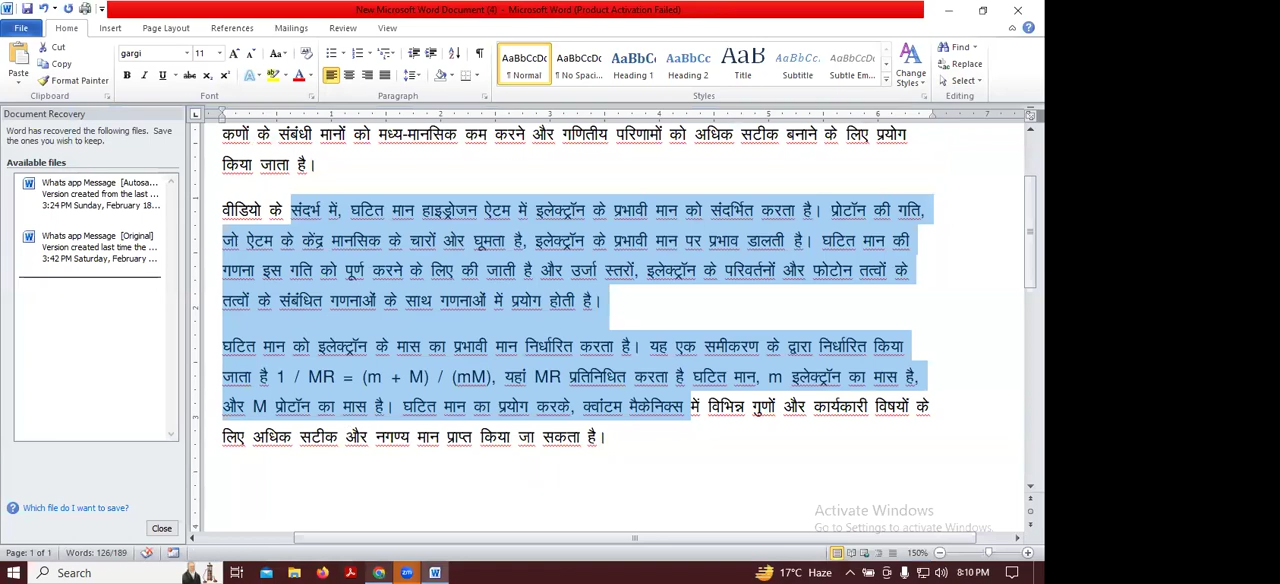 New Microsoft Word Document (4) - Microsoft Word (Product Activation Failed)
File Home Insert Page Layout References Mailings Review View
Paste Cut Copy Format Painter
Clipboard
gargi 11
Font
Paragraph
AaBbCcDc AaBbCcDc AaBbC AaBbCc AaB AaBbCc. AaBbCcDc
¶ Normal ¶ No Spaci... Heading 1 Heading 2 Title Subtitle Subtle Em...
Change Styles
Styles
Find Replace Select
Editing
Document Recovery
Word has recovered the following files. Save
the ones you wish to keep.
Available files
Whats app Message [Autosa...
Version created from the last ...
3:24 PM Sunday, February 18...
Whats app Message [Original]
Version created last time the ...
3:42 PM Saturday, February ...
Which file do I want to save?
Close
कणों के संबंधी मानों को मध्य-मानसिक कम करने और गणितीय परिणामों को अधिक सटीक बनाने के लिए प्रयोग
किया जाता है।
वीडियो के संदर्भ में, घटित मान हाइड्रोजन ऐटम में इलेक्ट्रॉन के प्रभावी मान को संदर्भित करता है। प्रोटॉन की गति,
जो ऐटम के केंद्र मानसिक के चारों ओर घूमता है, इलेक्ट्रॉन के प्रभावी मान पर प्रभाव डालती है। घटित मान की
गणना इस गति को पूर्ण करने के लिए की जाती है और उर्जा स्तरों, इलेक्ट्रॉन के परिवर्तनों और फोटोन तत्वों के
तत्वों के संबंधित गणनाओं के साथ गणनाओं में प्रयोग होती है।
घटित मान को इलेक्ट्रॉन के मास का प्रभावी मान निर्धारित करता है। यह एक समीकरण के द्वारा निर्धारित किया
जाता है 1 / MR = (m + M) / (mM), यहां MR प्रतिनिधित करता है घटित मान, m इलेक्ट्रॉन का मास है,
और M प्रोटॉन का मास है। घटित मान का प्रयोग करके, क्वांटम मैकेनिक्स में विभिन्न गुणों और कार्यकारी विषयों के
लिए अधिक सटीक और नगण्य मान प्राप्त किया जा सकता है।
Activate Windows
Go to Settings to activate Windows.
Page: 1 of 1 Words: 126/189 150%
Search 17°C Haze 8:10 PM